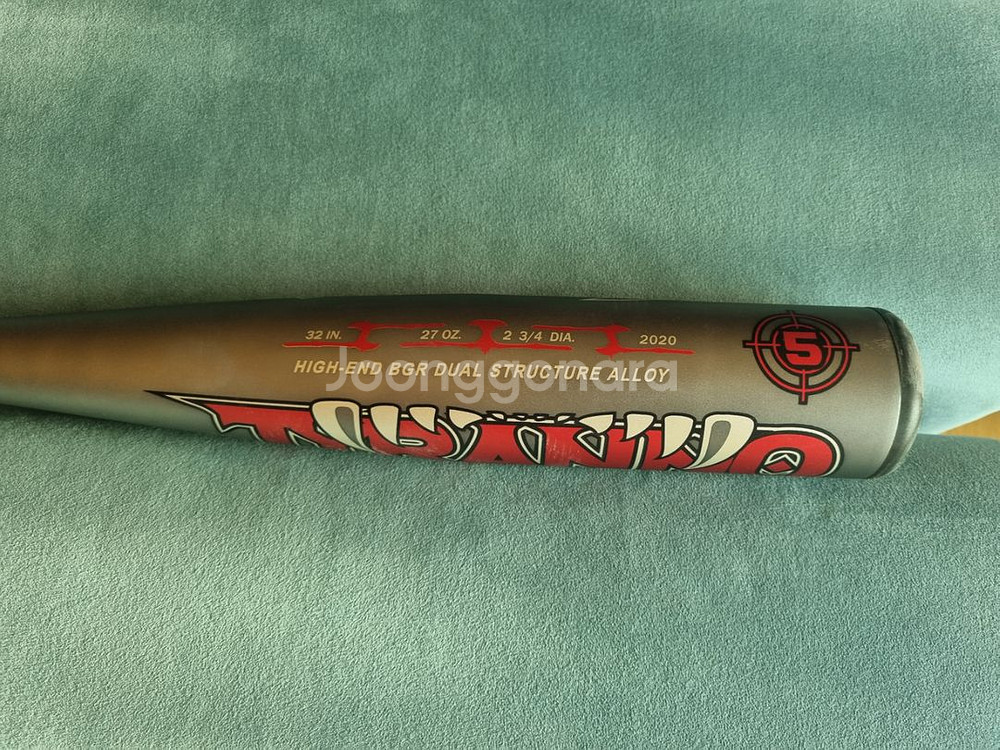 32 IN. 27 OZ. 2 3/4 DIA. 2020
HIGH-END BGR DUAL STRUCTURE ALLOY
5
Joonggonara